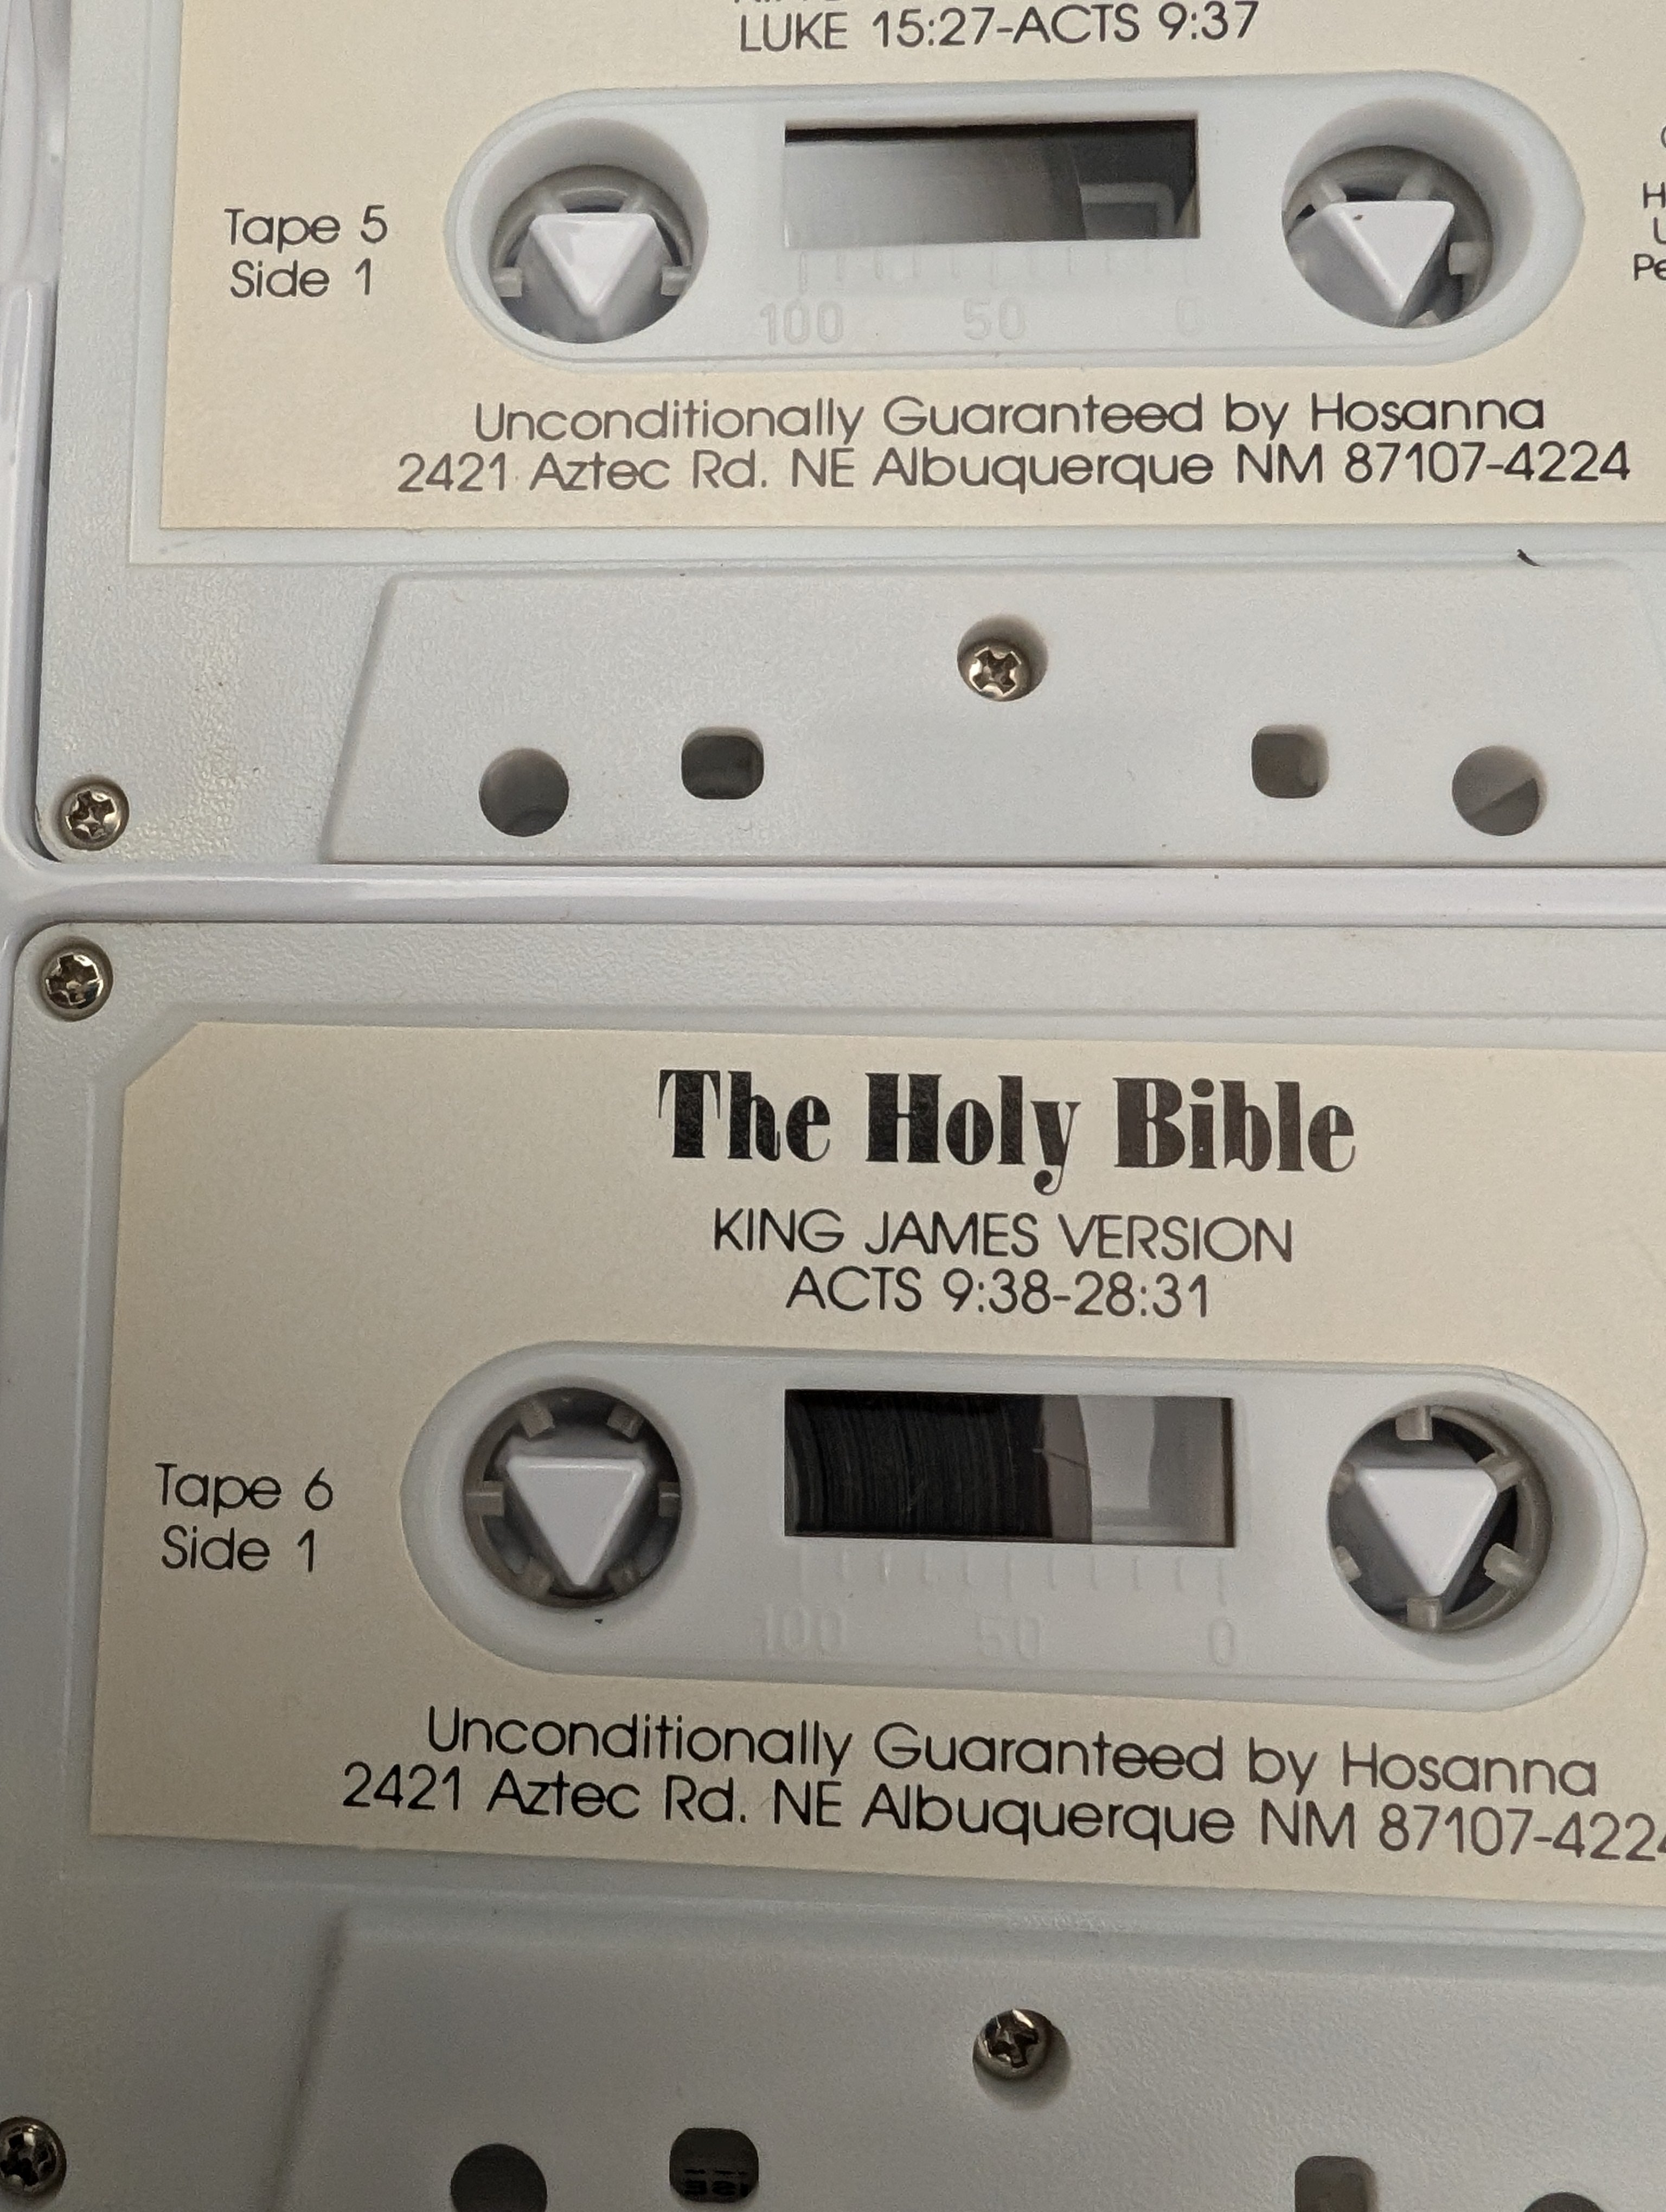 LUKE 15:27-ACTS 9:37
Tape 5
Side 1
100 50 0
Unconditionally Guaranteed by Hosanna
2421 Aztec Rd. NE Albuquerque NM 87107-4224
The Holy Bible
KING JAMES VERSION
ACTS 9:38-28:31
Tape 6
Side 1
100 50 0
Unconditionally Guaranteed by Hosanna
2421 Aztec Rd. NE Albuquerque NM 87107-422